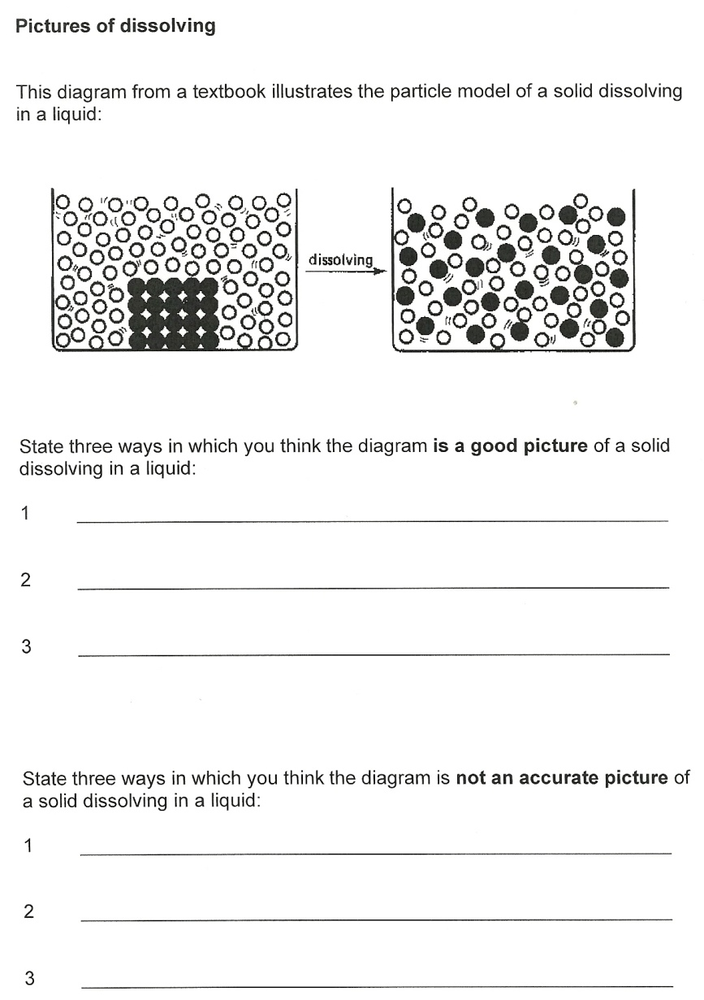 Pictures of dissolving
This diagram from a textbook illustrates the particle model of a solid dissolving
in a liquid:
dissolving
State three ways in which you think the diagram is a good picture of a solid
dissolving in a liquid:
1
2
3
State three ways in which you think the diagram is not an accurate picture of
a solid dissolving in a liquid:
1
2
3